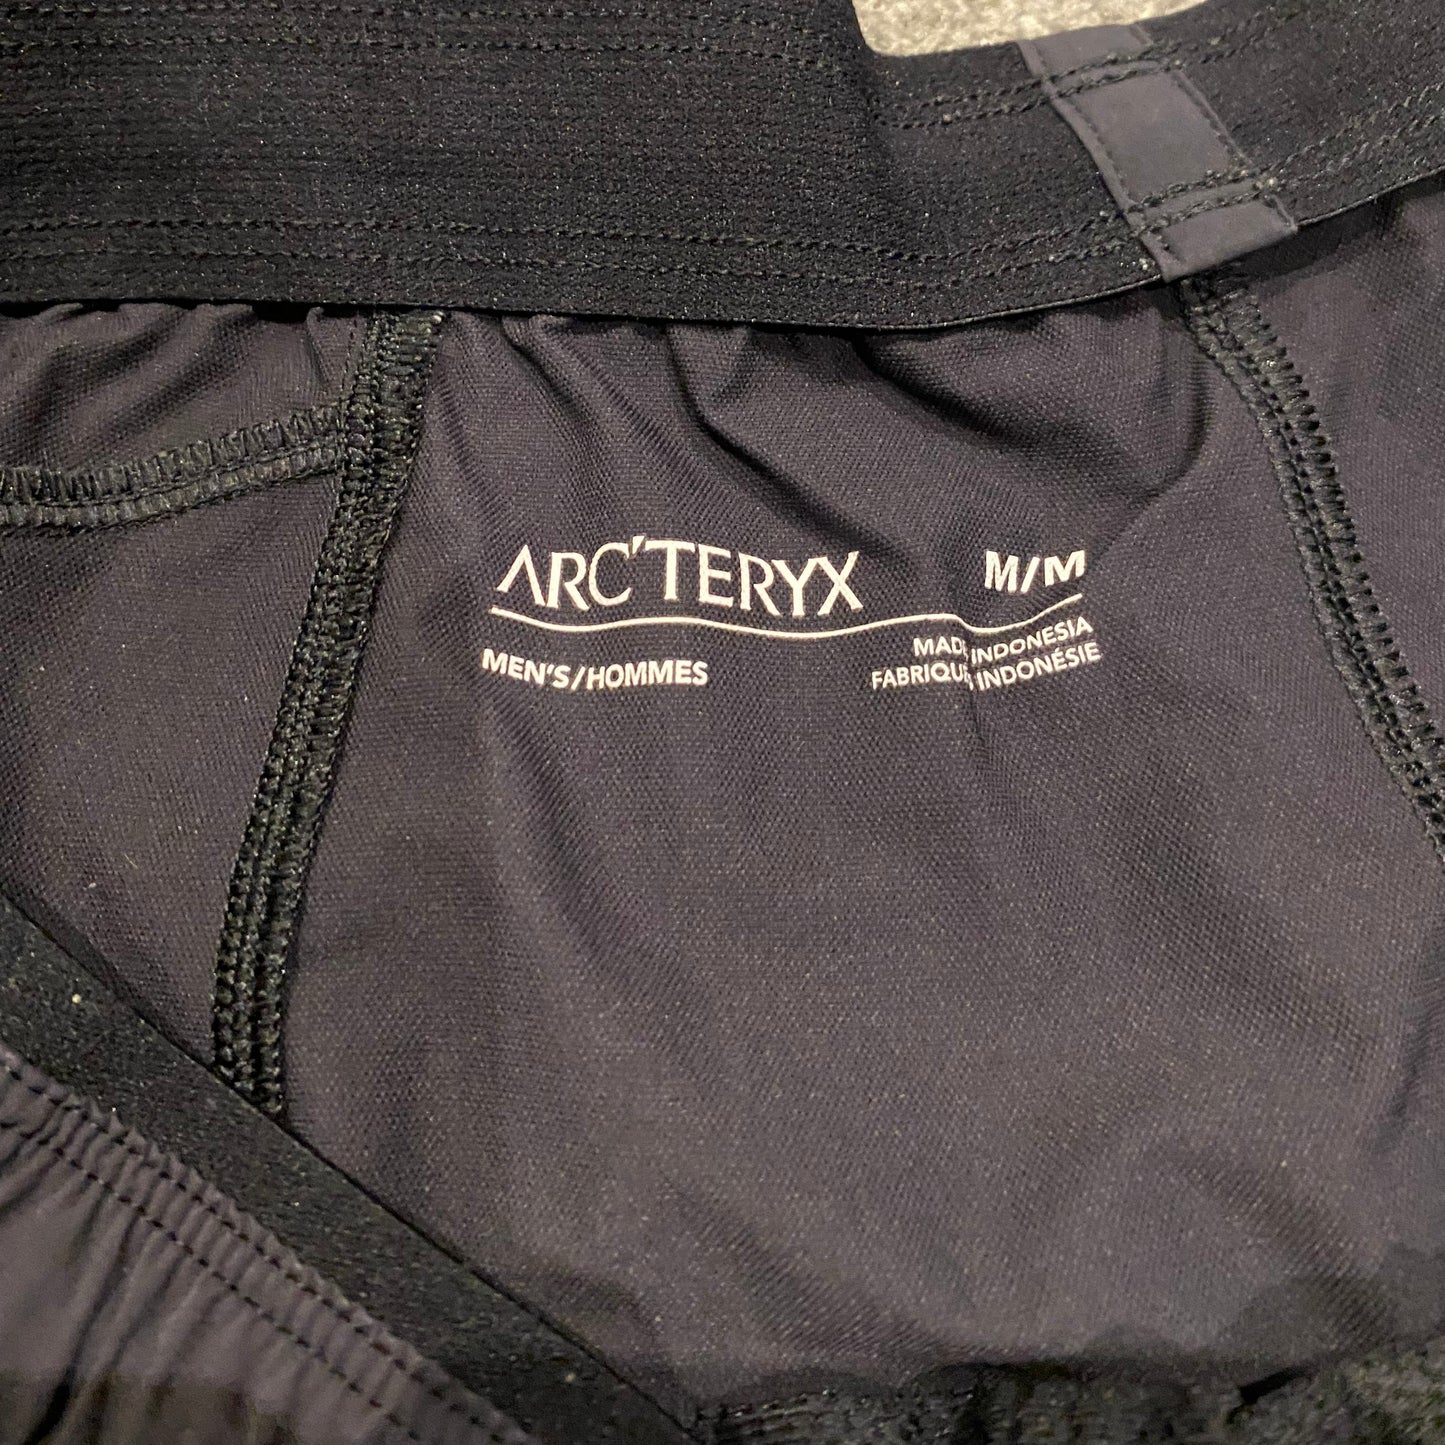 ARC'TERYX M/M
MEN'S/HOMMES
INDONESIA
INDONÉSIE